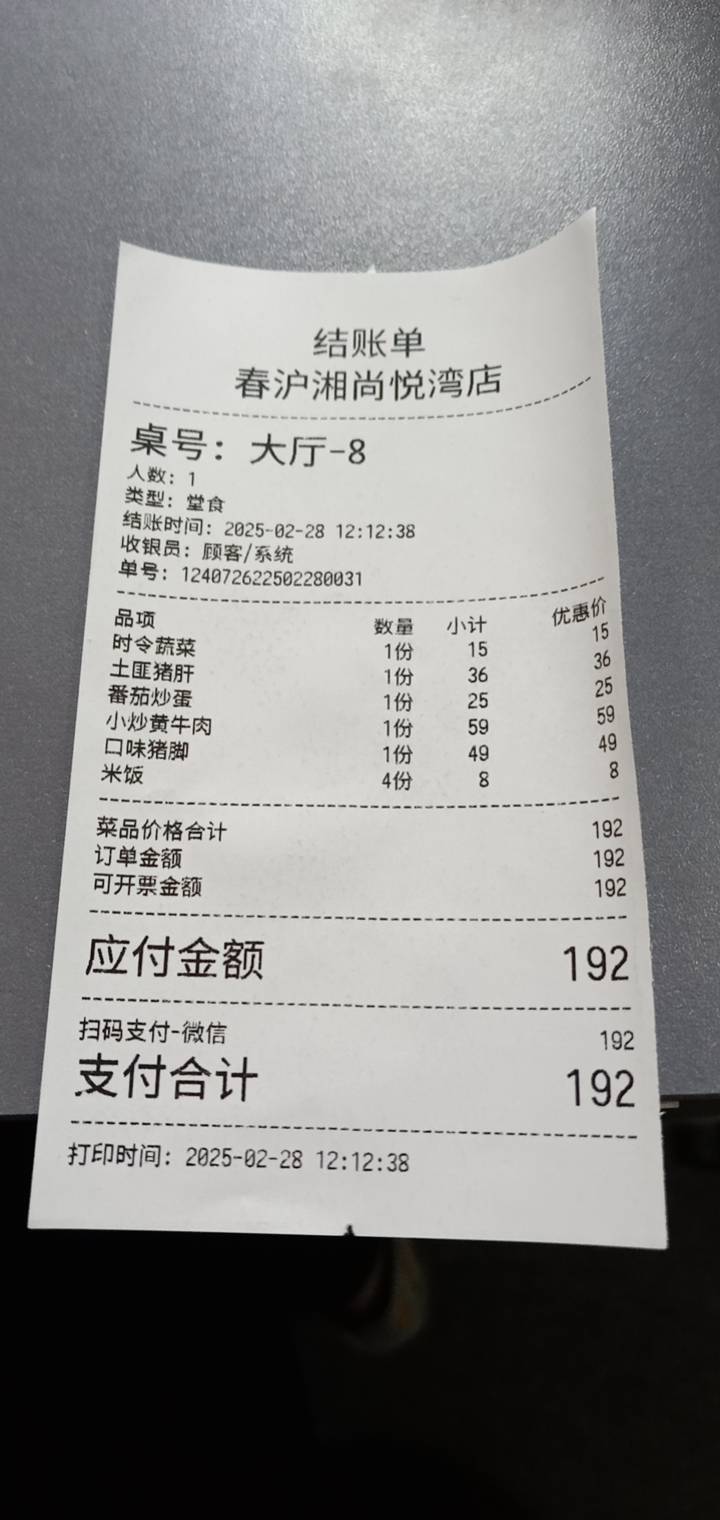 结账单
春沪湘尚悦湾店
桌号：大厅-8
人数：1
类型：堂食
结账时间：2025-02-28 12:12:38
收银员：顾客/系统
单号：1240726622502280031
品项 数量 小计 优惠价
时令蔬菜 1份 15 15
土匪猪肝 1份 36 36
番茄炒蛋 1份 25 25
小炒黄牛肉 1份 59 59
口味猪脚 1份 49 49
米饭 4份 8 8
菜品价格合计 192
订单金额 192
可开票金额 192
应付金额 192
扫码支付-微信 192
支付合计 192
打印时间：2025-02-28 12:12:38